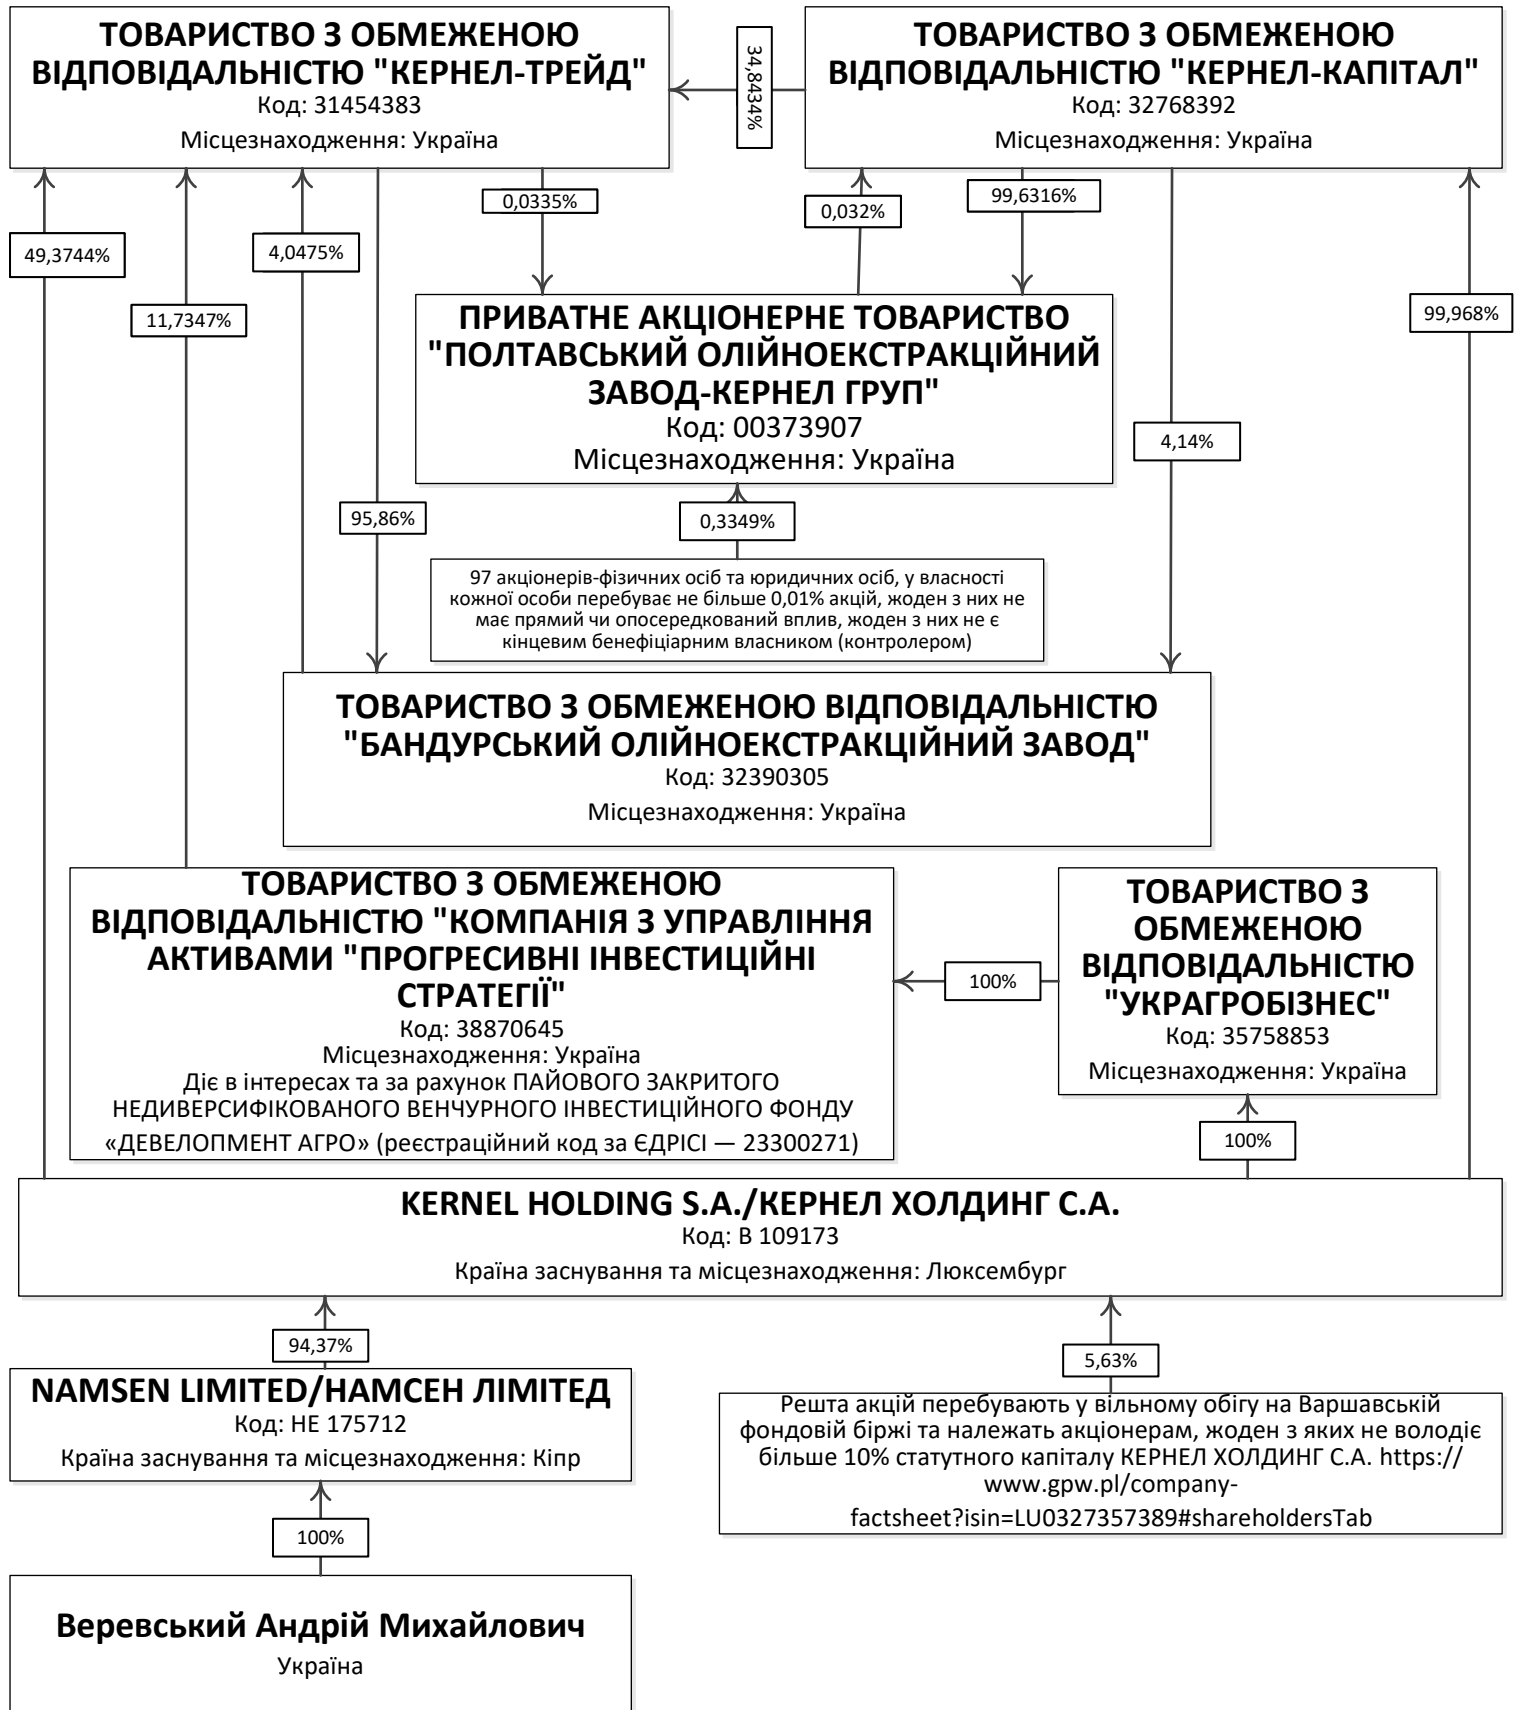 ТОВАРИСТВО З ОБМЕЖЕНОЮ
ВІДПОВІДАЛЬНІСТЮ "КЕРНЕЛ-ТРЕЙД"
Код: 31454383
Місцезнаходження: Україна
34,8434%
ТОВАРИСТВО З ОБМЕЖЕНОЮ
ВІДПОВІДАЛЬНІСТЮ "КЕРНЕЛ-КАПІТАЛ"
Код: 32768392
Місцезнаходження: Україна
0,0335%
0,032%
99,6316%
49,3744%
4,0475%
11,7347%
99,968%
ПРИВАТНЕ АКЦІОНЕРНЕ ТОВАРИСТВО
"ПОЛТАВСЬКИЙ ОЛІЙНОЕКСТРАКЦІЙНИЙ
ЗАВОД-КЕРНЕЛ ГРУП"
Код: 00373907
Місцезнаходження: Україна
4,14%
95,86%
0,3349%
97 акціонерів-фізичних осіб та юридичних осіб, у власності
кожної особи перебуває не більше 0,01% акцій, жоден з них не
має прямий чи опосередкований вплив, жоден з них не є
кінцевим бенефіціарним власником (контролером)
ТОВАРИСТВО З ОБМЕЖЕНОЮ ВІДПОВІДАЛЬНІСТЮ
"БАНДУРСЬКИЙ ОЛІЙНОЕКСТРАКЦІЙНИЙ ЗАВОД"
Код: 32390305
Місцезнаходження: Україна
ТОВАРИСТВО З ОБМЕЖЕНОЮ
ВІДПОВІДАЛЬНІСТЮ "КОМПАНІЯ З УПРАВЛІННЯ
АКТИВАМИ "ПРОГРЕСИВНІ ІНВЕСТИЦІЙНІ
СТРАТЕГІЇ"
Код: 38870645
Місцезнаходження: Україна
Діє в інтересах та за рахунок ПАЙОВОГО ЗАКРИТОГО
НЕДИВЕРСИФІКОВАНОГО ВЕНЧУРНОГО ІНВЕСТИЦІЙНОГО ФОНДУ
«ДЕВЕЛОПМЕНТ АГРО» (реєстраційний код за ЄДРІСІ — 23300271)
100%
ТОВАРИСТВО З
ОБМЕЖЕНОЮ
ВІДПОВІДАЛЬНІСТЮ
"УКРАГРОБІЗНЕС"
Код: 35758853
Місцезнаходження: Україна
100%
KERNEL HOLDING S.A./КЕРНЕЛ ХОЛДИНГ С.А.
Код: B 109173
Країна заснування та місцезнаходження: Люксембург
94,37%
5,63%
NAMSEN LIMITED/НАМСЕН ЛІМІТЕД
Код: HE 175712
Країна заснування та місцезнаходження: Кіпр
Решта акцій перебувають у вільному обігу на Варшавській
фондовій біржі та належать акціонерам, жоден з яких не володіє
більше 10% статутного капіталу КЕРНЕЛ ХОЛДИНГ С.А. https://
www.gpw.pl/company-
factsheet?isin=LU0327357389#shareholdersTab
100%
Веревський Андрій Михайлович
Україна